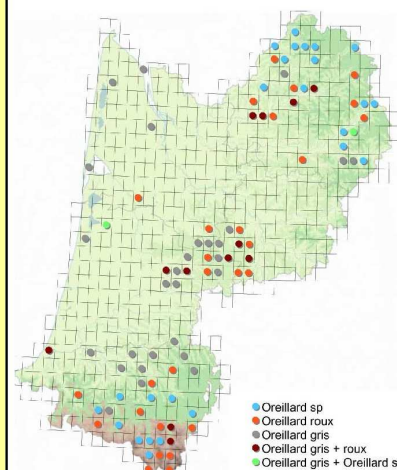 Oreillard sp
Oreillard roux
Oreillard gris
Oreillard gris + roux
Oreillard gris + Oreillard s